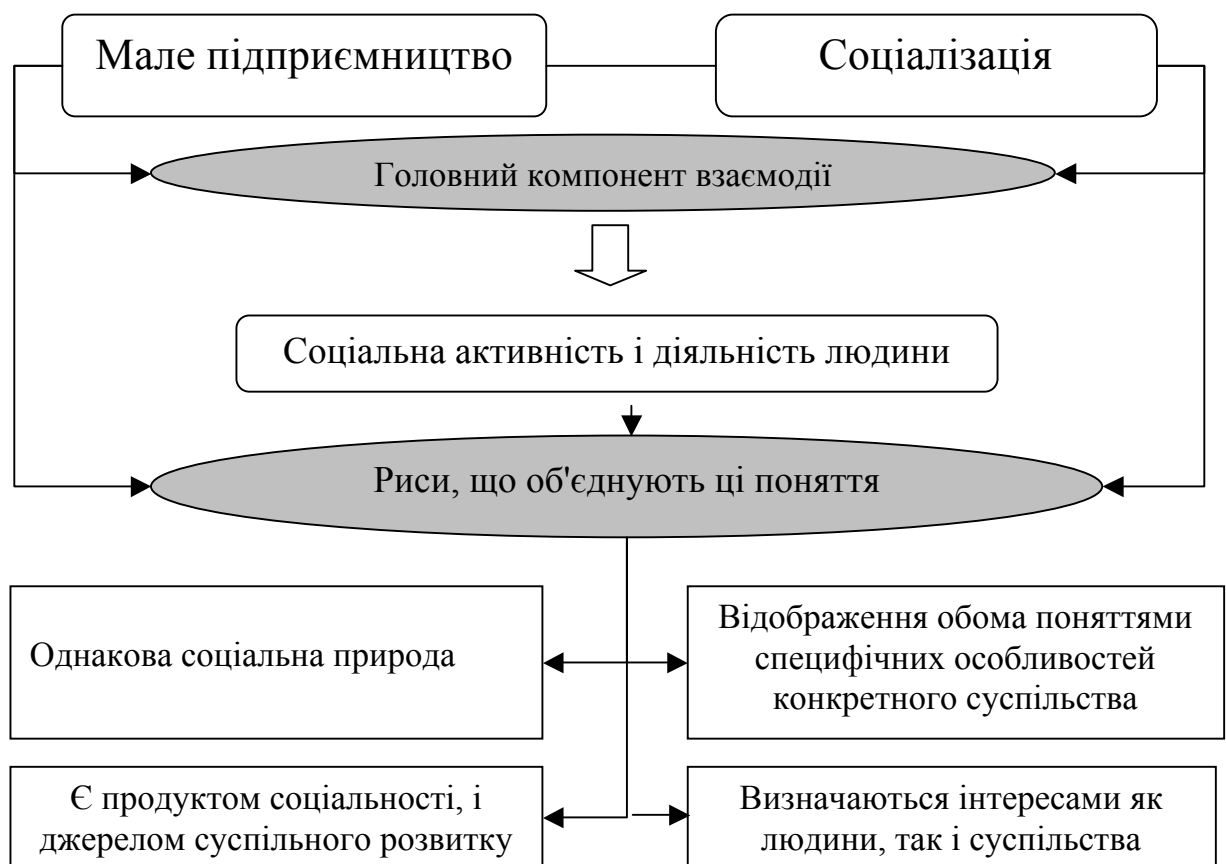 Мале підприємництво
Соціалізація
Головний компонент взаємодії
Соціальна активність і діяльність людини
Риси, що об'єднують ці поняття
Однакова соціальна природа
Відображення обома поняттями
специфічних особливостей
конкретного суспільства
Є продуктом соціальності, і
джерелом суспільного розвитку
Визначаються інтересами як
людини, так і суспільства